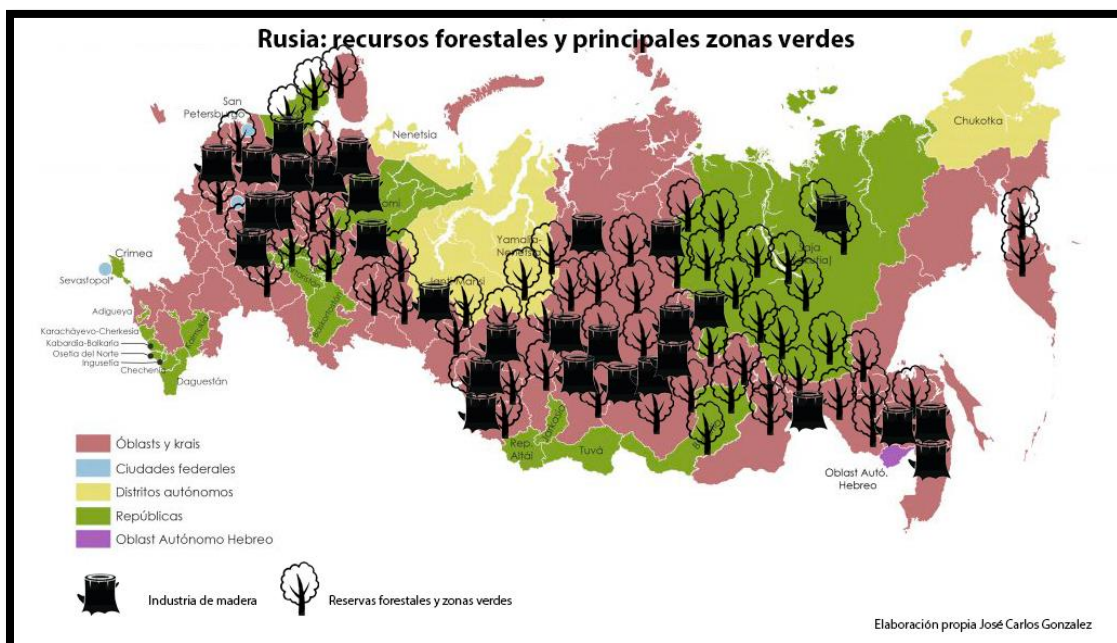 Rusia: recursos forestales y principales zonas verdes
San
Petersburgo
Nenetsia
Chukotka
Yamalia-
Nenetsia
Crimea
Sevastopol*
Adigueya
Karacháyevo-Cherkesia
Kabardia-Balkaria
Osetia del Norte
Ingusetia
Chechenia
Daguestán
Rep.
Altái
Tuvá
Oblast Autó.
Hebreo
Óblasts y krais
Ciudades federales
Distritos autónomos
Repúblicas
Oblast Autónomo Hebreo
Industria de madera
Reservas forestales y zonas verdes
Elaboración propia José Carlos Gonzalez